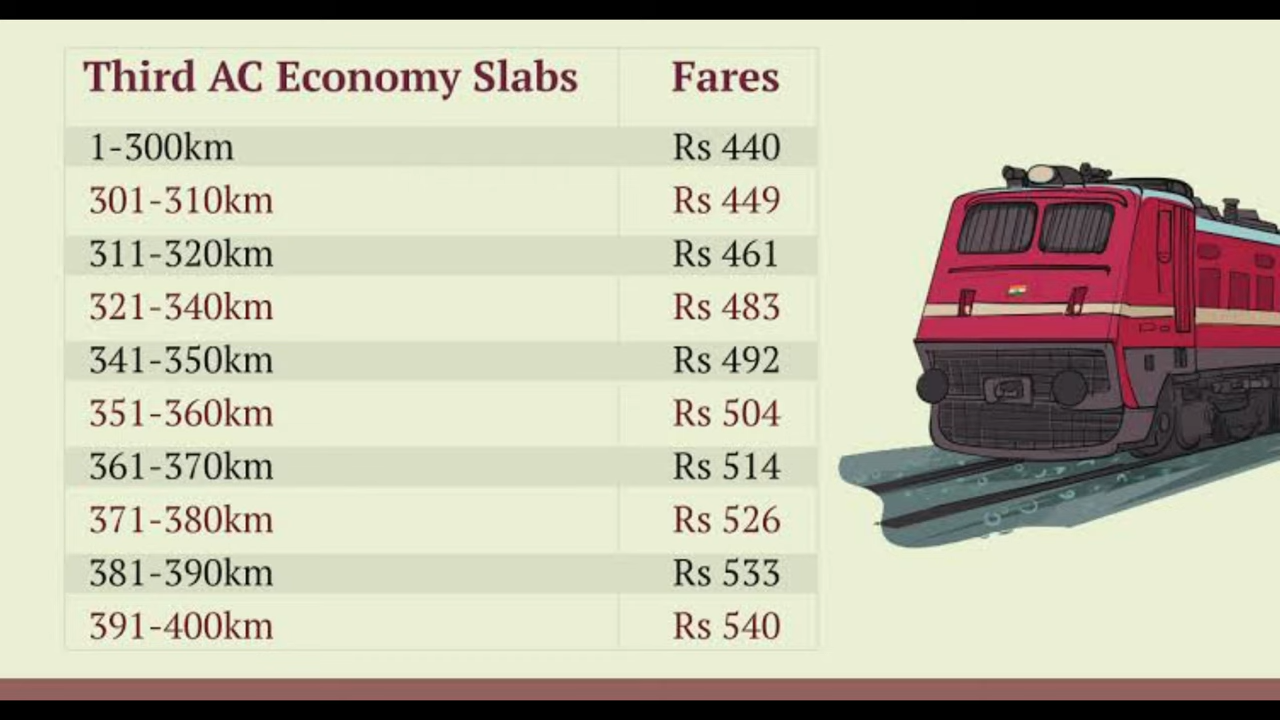 Third AC Economy Slabs Fares
1-300km Rs 440
301-310km Rs 449
311-320km Rs 461
321-340km Rs 483
341-350km Rs 492
351-360km Rs 504
361-370km Rs 514
371-380km Rs 526
381-390km Rs 533
391-400km Rs 540